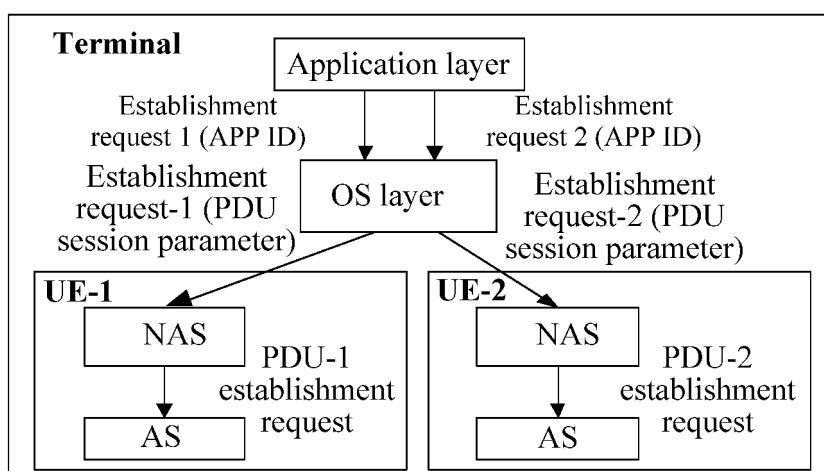 Terminal
Application layer
Establishment
request 1 (APP ID)
Establishment
request 2 (APP ID)
OS layer
Establishment
request-1 (PDU
session parameter)
Establishment
request-2 (PDU
session parameter)
UE-1
NAS
PDU-1
establishment
request
AS
UE-2
NAS
PDU-2
establishment
request
AS